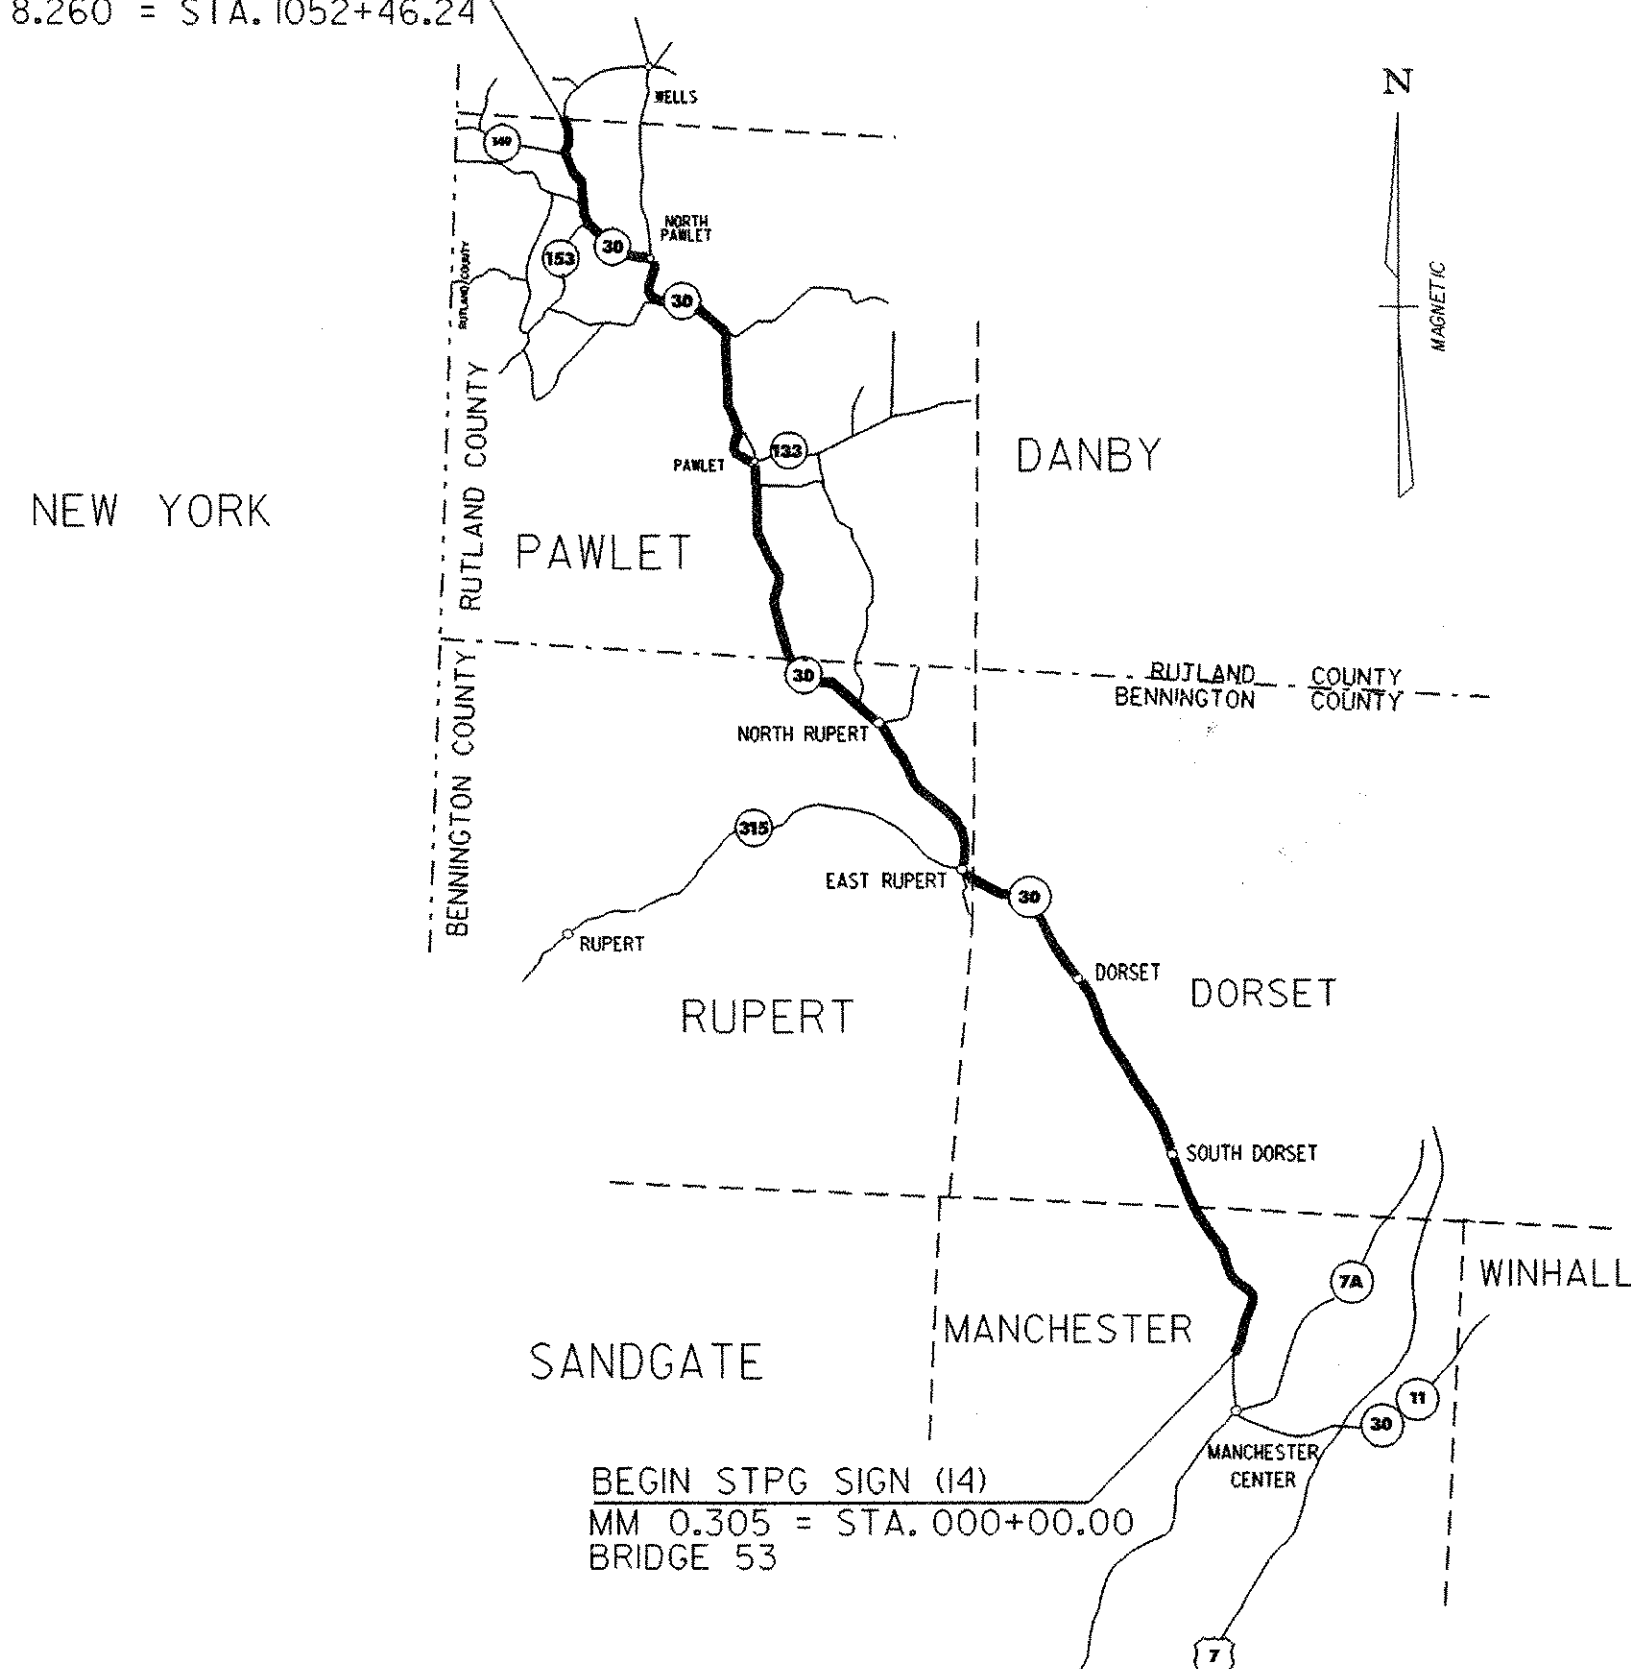 8.260 = STA. 1052+46.24
N
WELLS
140
NORTH
PAWLET
30
153
RUTLAND COUNTY
30
MAGNETIC
RUTLAND COUNTY
DANBY
133
PAWLET
NEW YORK
PAWLET
30
RUTLAND COUNTY
BENNINGTON COUNTY
BENNINGTON COUNTY
NORTH RUPERT
315
EAST RUPERT
30
RUPERT
DORSET
DORSET
RUPERT
SOUTH DORSET
7A
WINHALL
MANCHESTER
SANDGATE
11
30
MANCHESTER
CENTER
BEGIN STPG SIGN (14)
MM 0.305 = STA. 000+00.00
BRIDGE 53
7